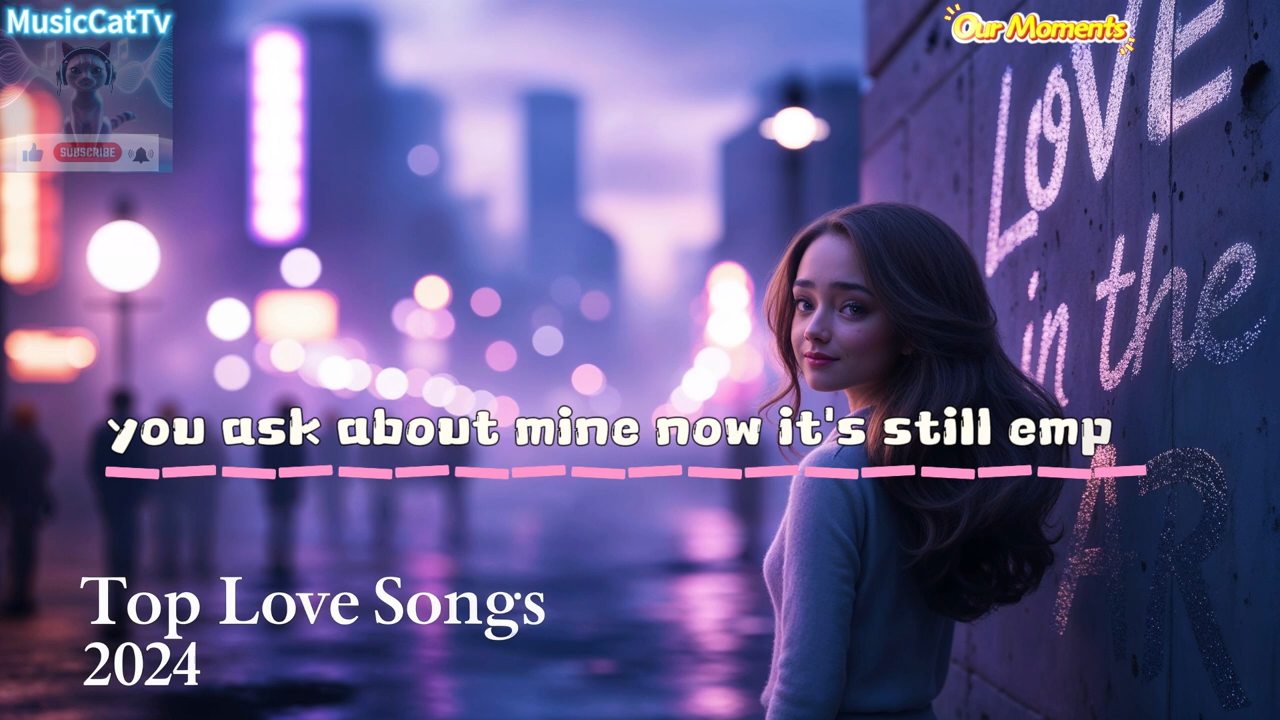 MusicCatTv
Our Moments
SUBSCRIBE
LOVE
in the
AR
you ask about mine now it's still emp
Top Love Songs
2024